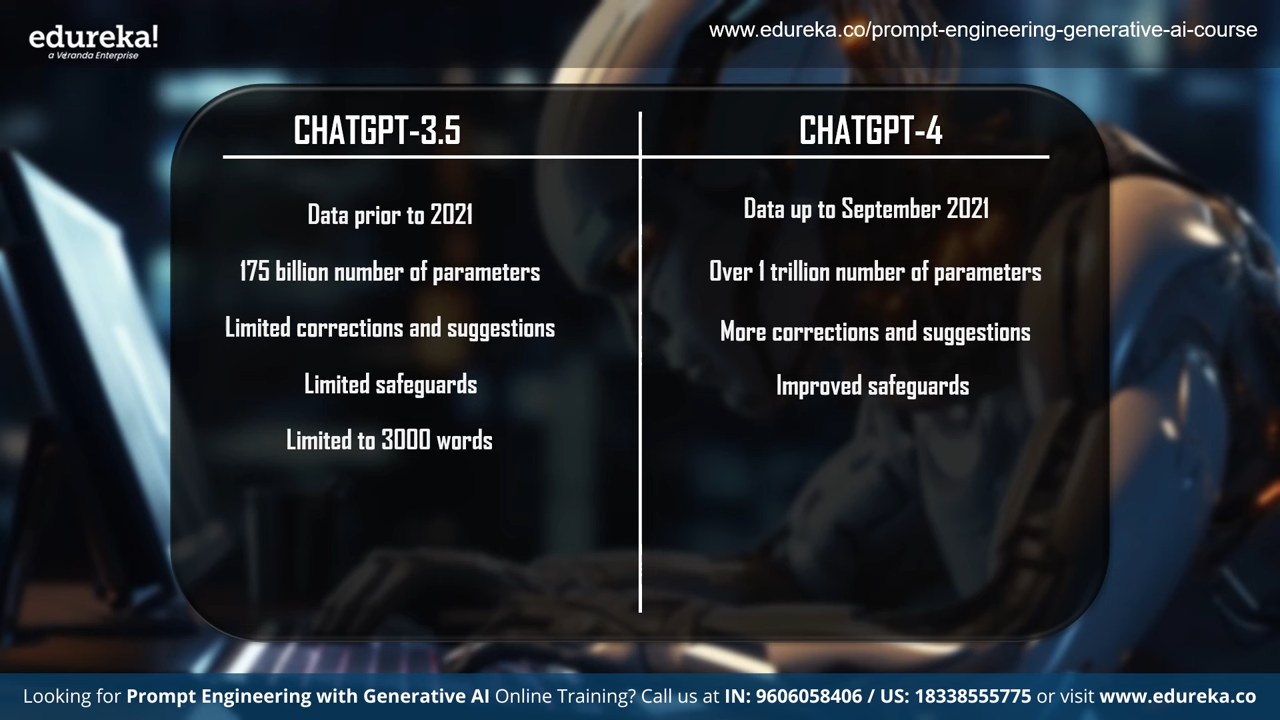 edureka!
a Veranda Enterprise
www.edureka.co/prompt-engineering-generative-ai-course
CHATGPT-3.5
Data prior to 2021
175 billion number of parameters
Limited corrections and suggestions
Limited safeguards
Limited to 3000 words
CHATGPT-4
Data up to September 2021
Over 1 trillion number of parameters
More corrections and suggestions
Improved safeguards
Looking for Prompt Engineering with Generative AI Online Training? Call us at IN: 9606058406 / US: 18338555775 or visit www.edureka.co